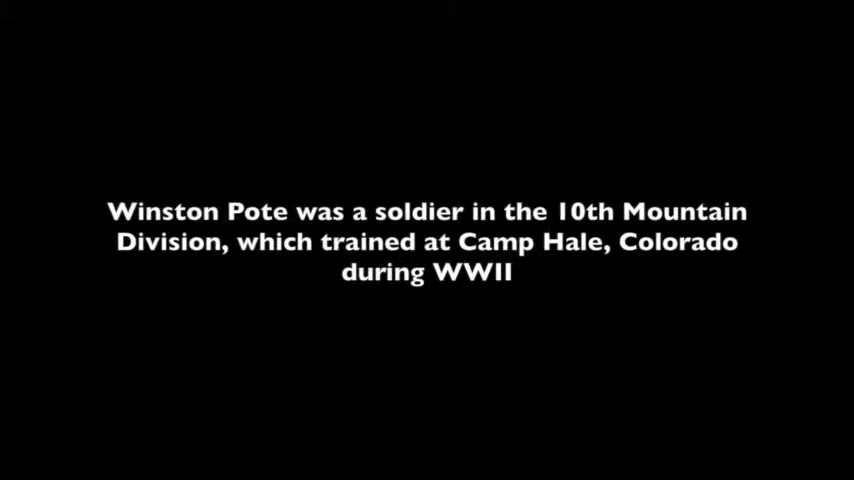 Winston Pote was a soldier in the 10th Mountain
Division, which trained at Camp Hale, Colorado
during WWII